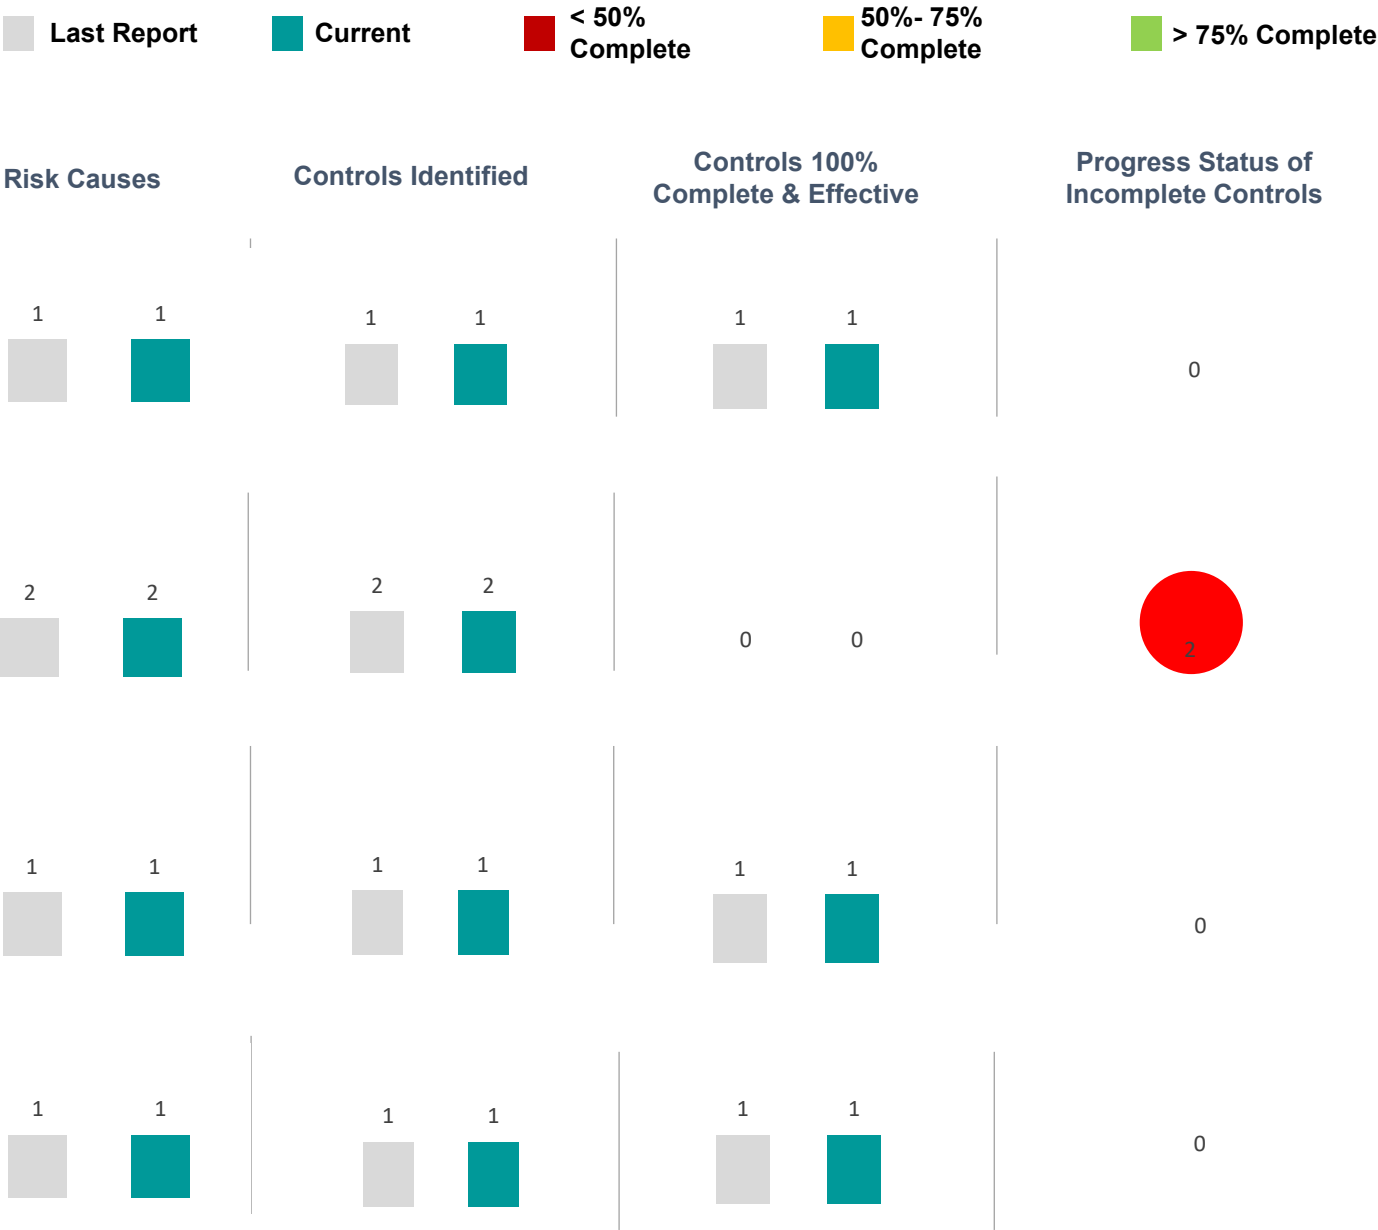 Last Report
Current
< 50%
Complete
50%- 75%
Complete
> 75% Complete
Risk Causes
Controls Identified
Controls 100%
Complete & Effective
Progress Status of
Incomplete Controls
1 1 1 1 1 1 0
2 2 2 2 0 0 2
1 1 1 1 1 1 0
1 1 1 1 1 1 0